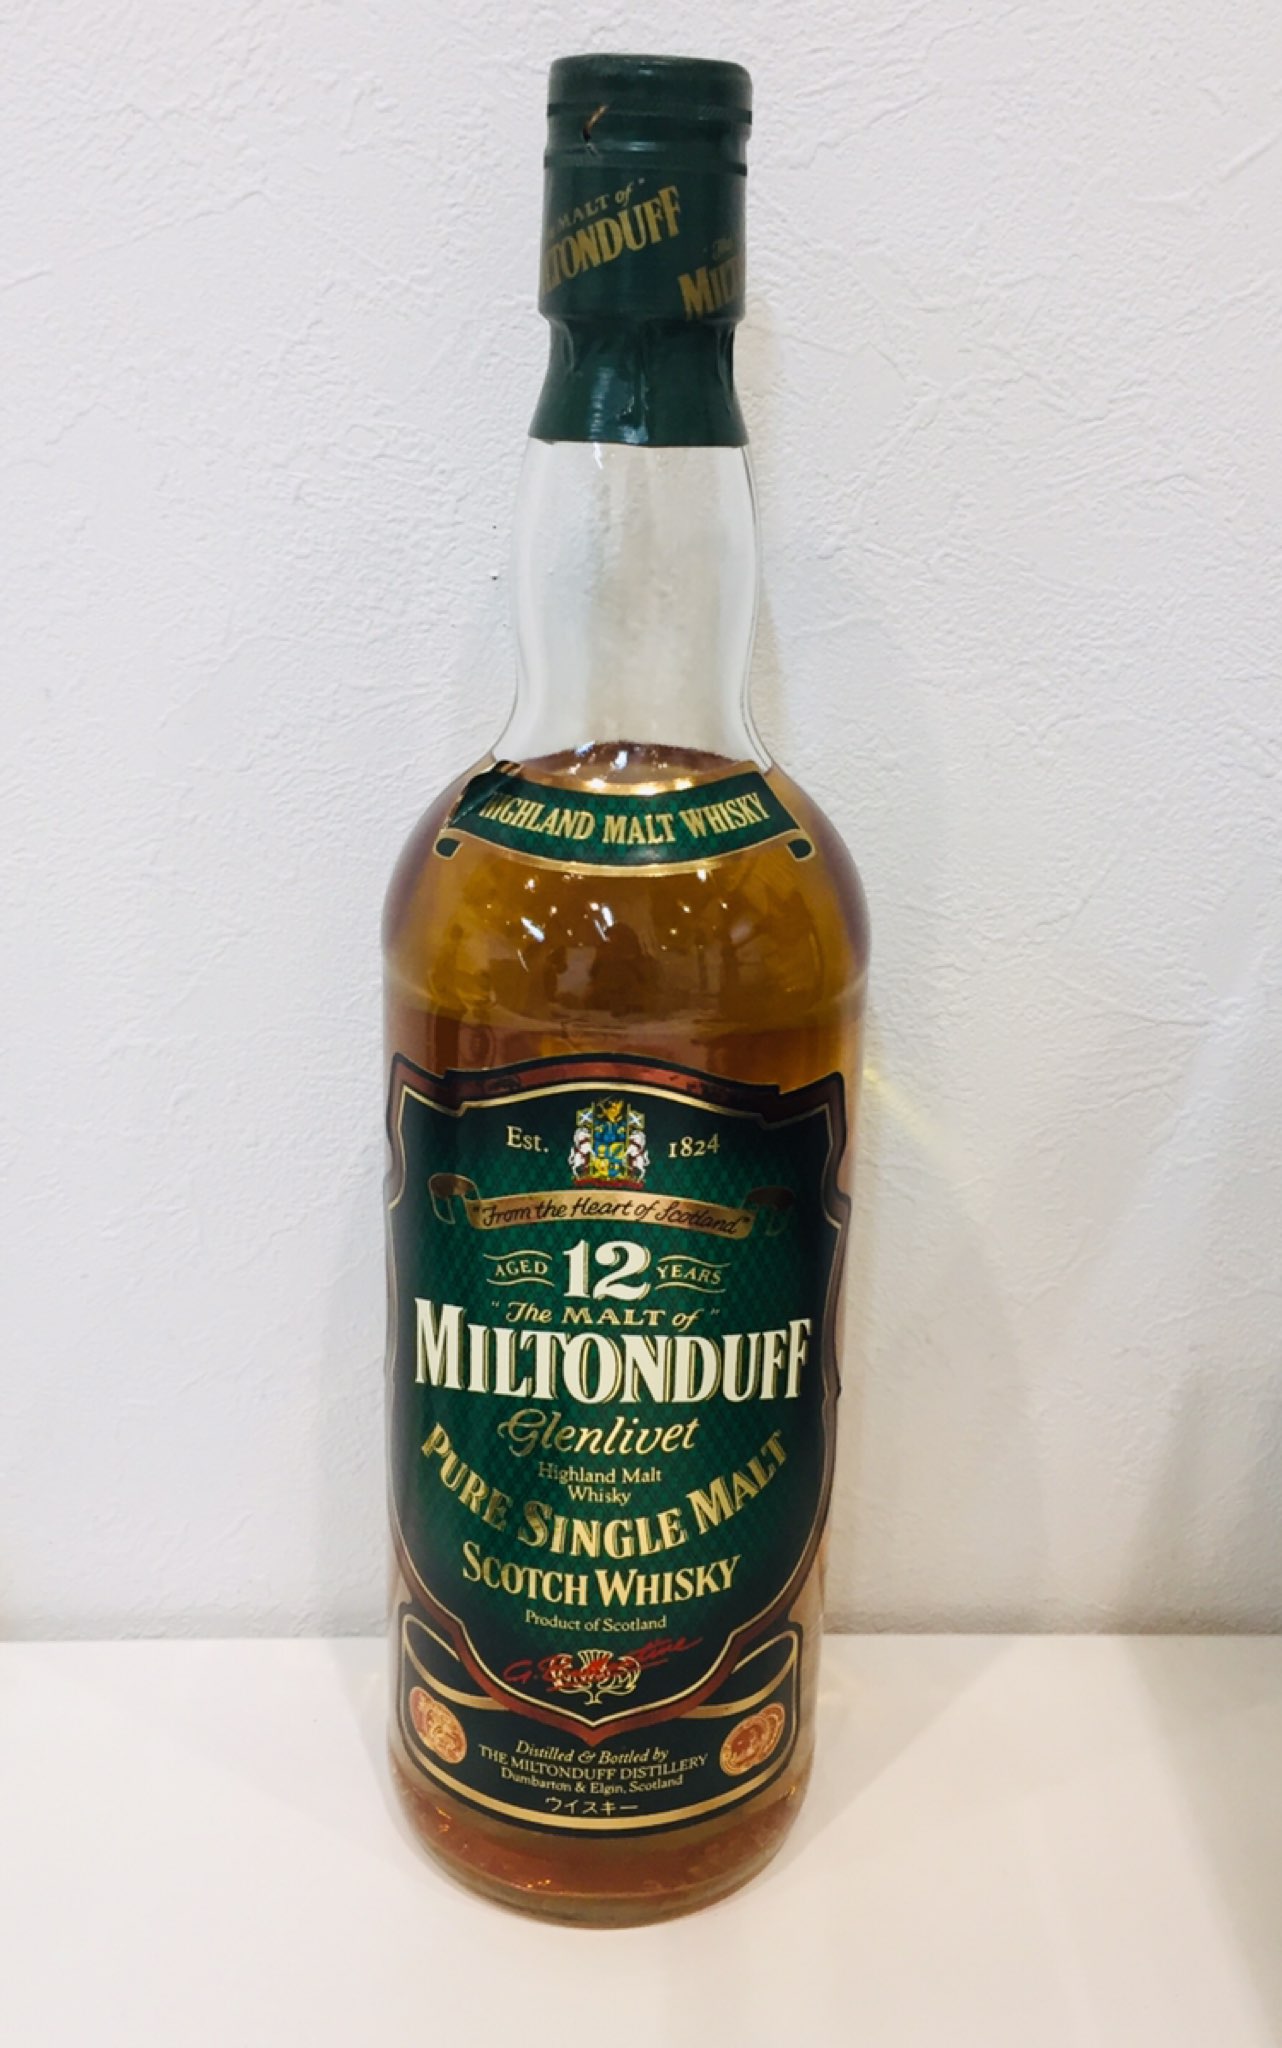 MALT of"
MILTONDUFF
HIGHLAND MALT WHISKY
Est. 1824
"From the Heart of Scotland"
AGED 12 YEARS
"The MALT of"
MILTONDUFF
Glenlivet
Highland Malt
Whisky
PURE SINGLE MALT
SCOTCH WHISKY
Product of Scotland
Distilled & Bottled by
THE MILTONDUFF DISTILLERY
Dumbarton & Elgin, Scotland
ウイスキー